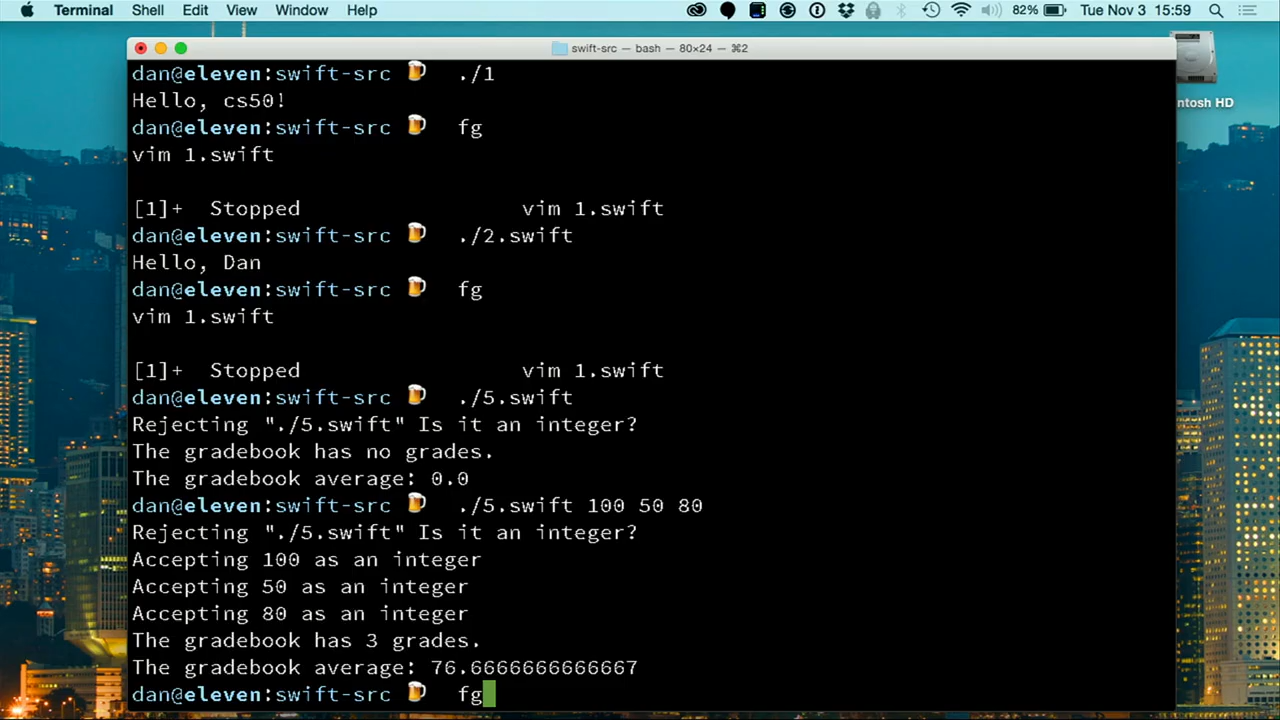 Terminal Shell Edit View Window Help 82% Tue Nov 3 15:59
swift-src — bash — 80×24 — ⌘2
ntosh HD
dan@eleven:swift-src 🍺 ./1
Hello, cs50!
dan@eleven:swift-src 🍺 fg
vim 1.swift
[1]+ Stopped vim 1.swift
dan@eleven:swift-src 🍺 ./2.swift
Hello, Dan
dan@eleven:swift-src 🍺 fg
vim 1.swift
[1]+ Stopped vim 1.swift
dan@eleven:swift-src 🍺 ./5.swift
Rejecting "./5.swift" Is it an integer?
The gradebook has no grades.
The gradebook average: 0.0
dan@eleven:swift-src 🍺 ./5.swift 100 50 80
Rejecting "./5.swift" Is it an integer?
Accepting 100 as an integer
Accepting 50 as an integer
Accepting 80 as an integer
The gradebook has 3 grades.
The gradebook average: 76.6666666666667
dan@eleven:swift-src 🍺 fg